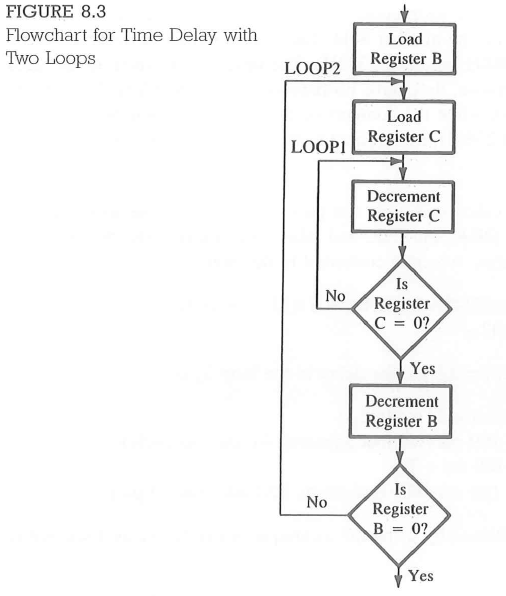 FIGURE 8.3
Flowchart for Time Delay with
Two Loops
Load
Register B
LOOP2
Load
Register C
LOOP1
Decrement
Register C
Is
Register
C = 0?
No
Yes
Decrement
Register B
Is
Register
B = 0?
No
Yes